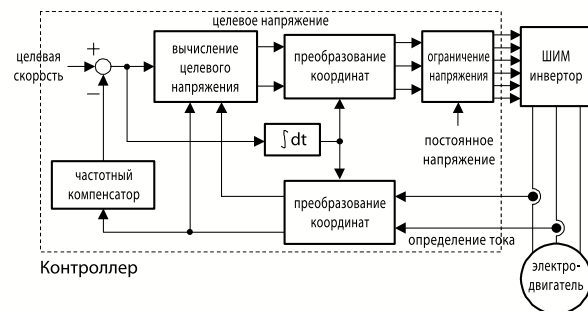 целевое напряжение
целевая
скорость
+
−
вычисление
целевого
напряжения
преобразование
координат
ограничение
напряжения
ШИМ
инвертор
∫dt
постоянное
напряжение
частотный
компенсатор
преобразование
координат
определение тока
Контроллер
электро-
двигатель